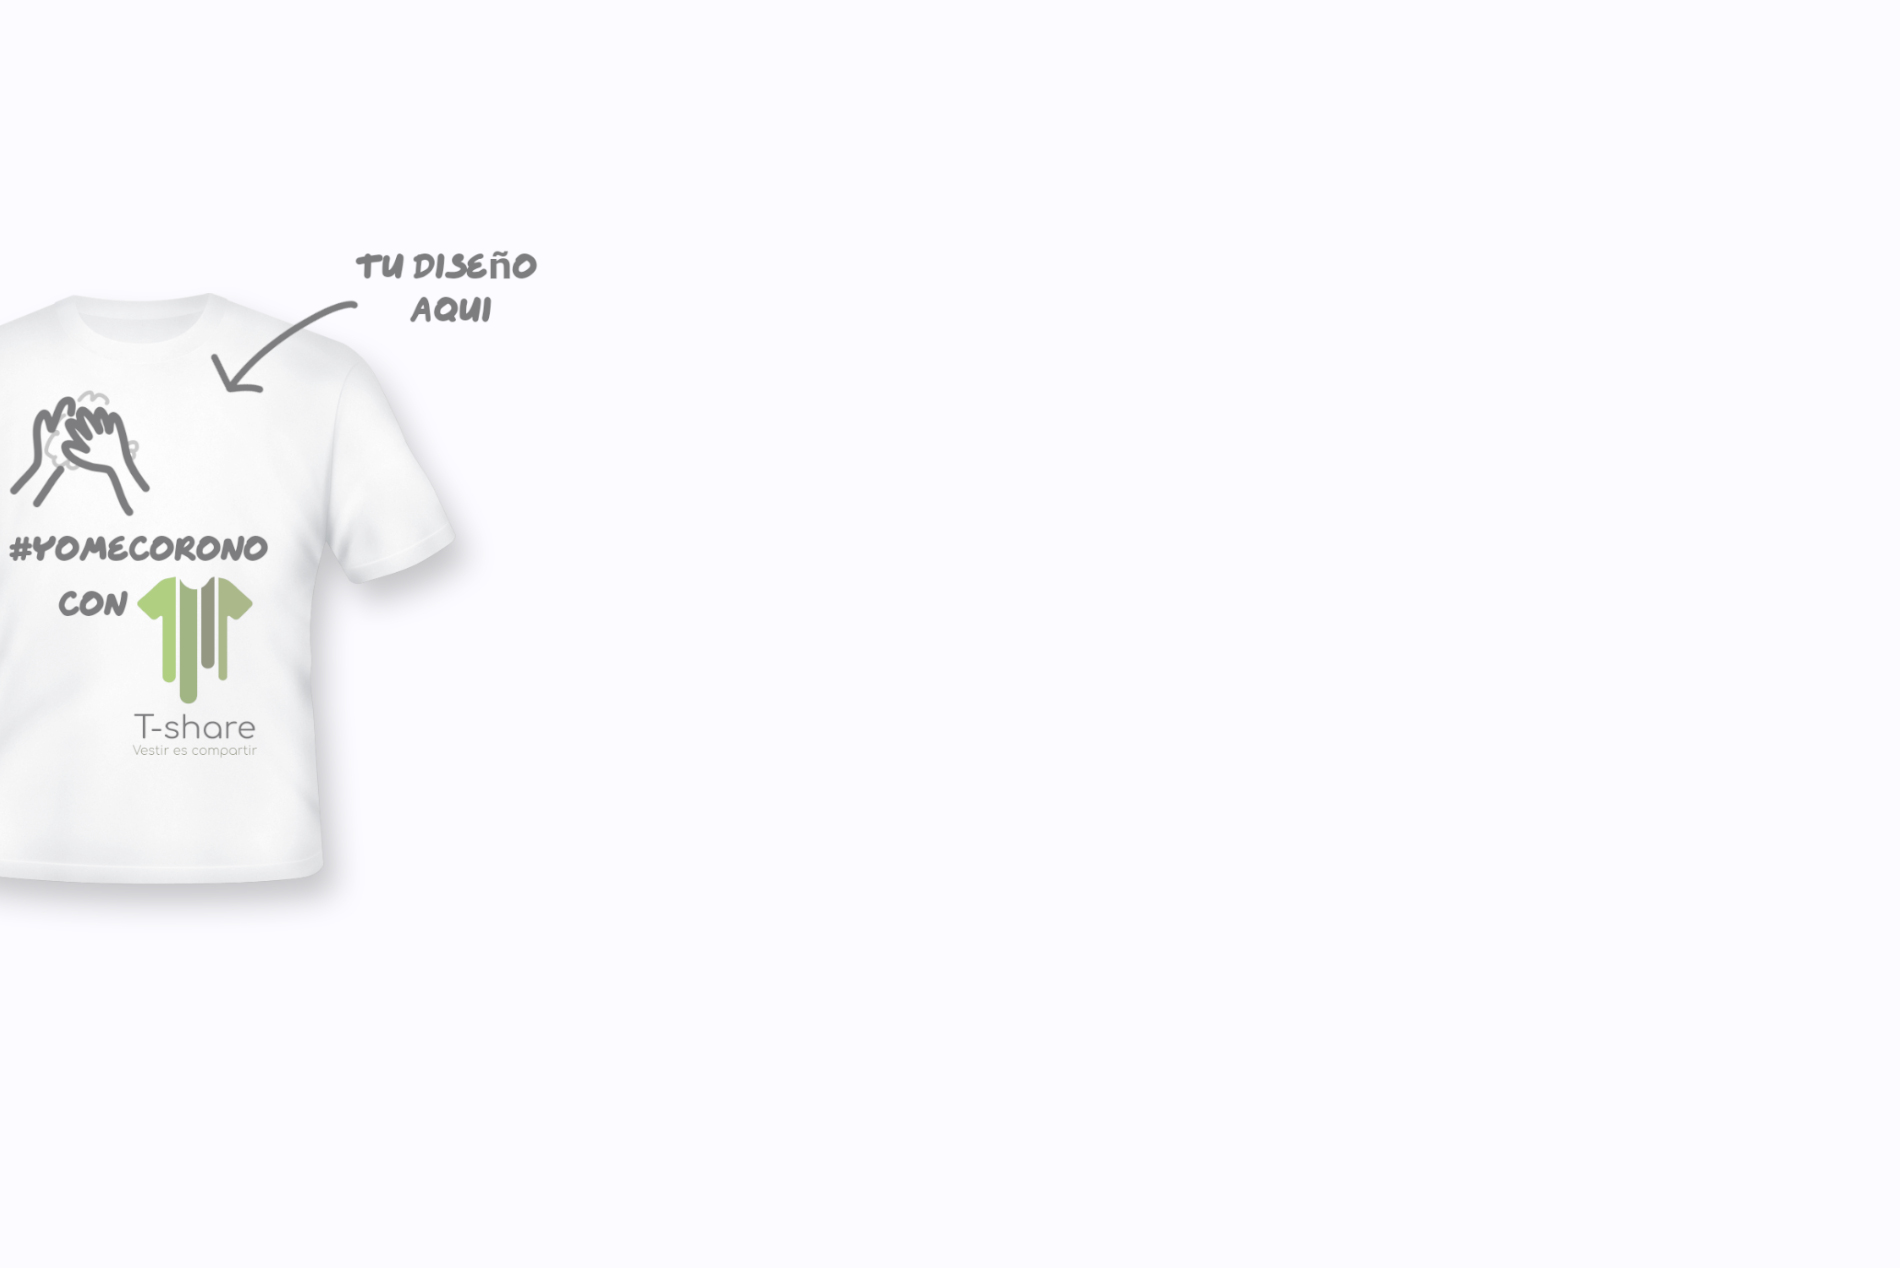 TU DISEñO
AQUI
#YOMECORONO
CON
T-share
Vestir es compartir